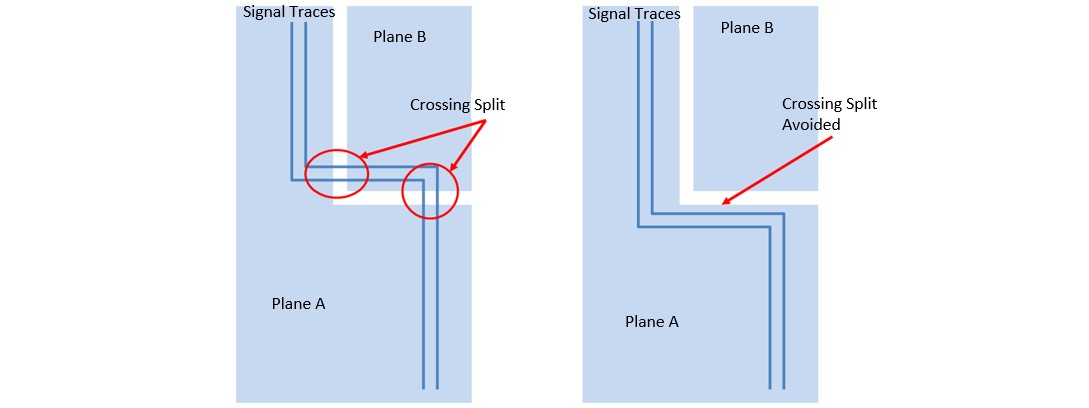 Signal Traces
Plane B
Crossing Split
Plane A
Signal Traces
Plane B
Crossing Split
Avoided
Plane A